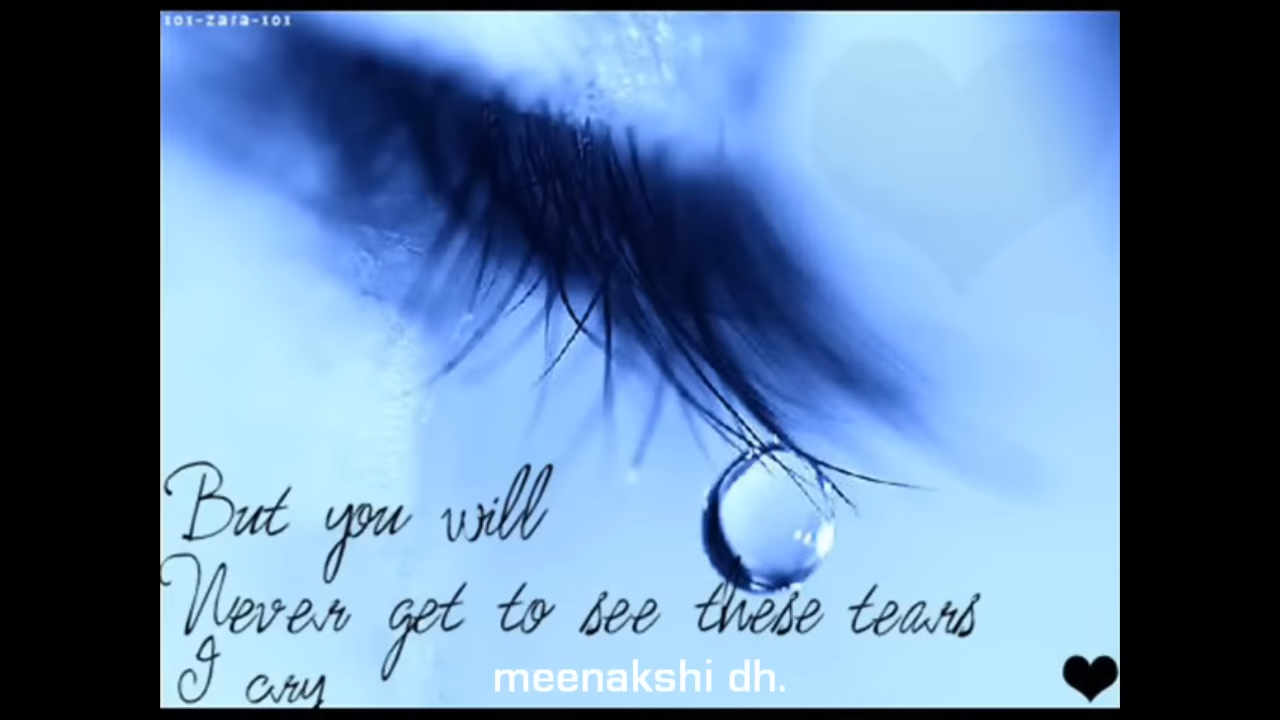 101-zara-101
But you will
Never get to see these tears
I cry
meenakshi dh.